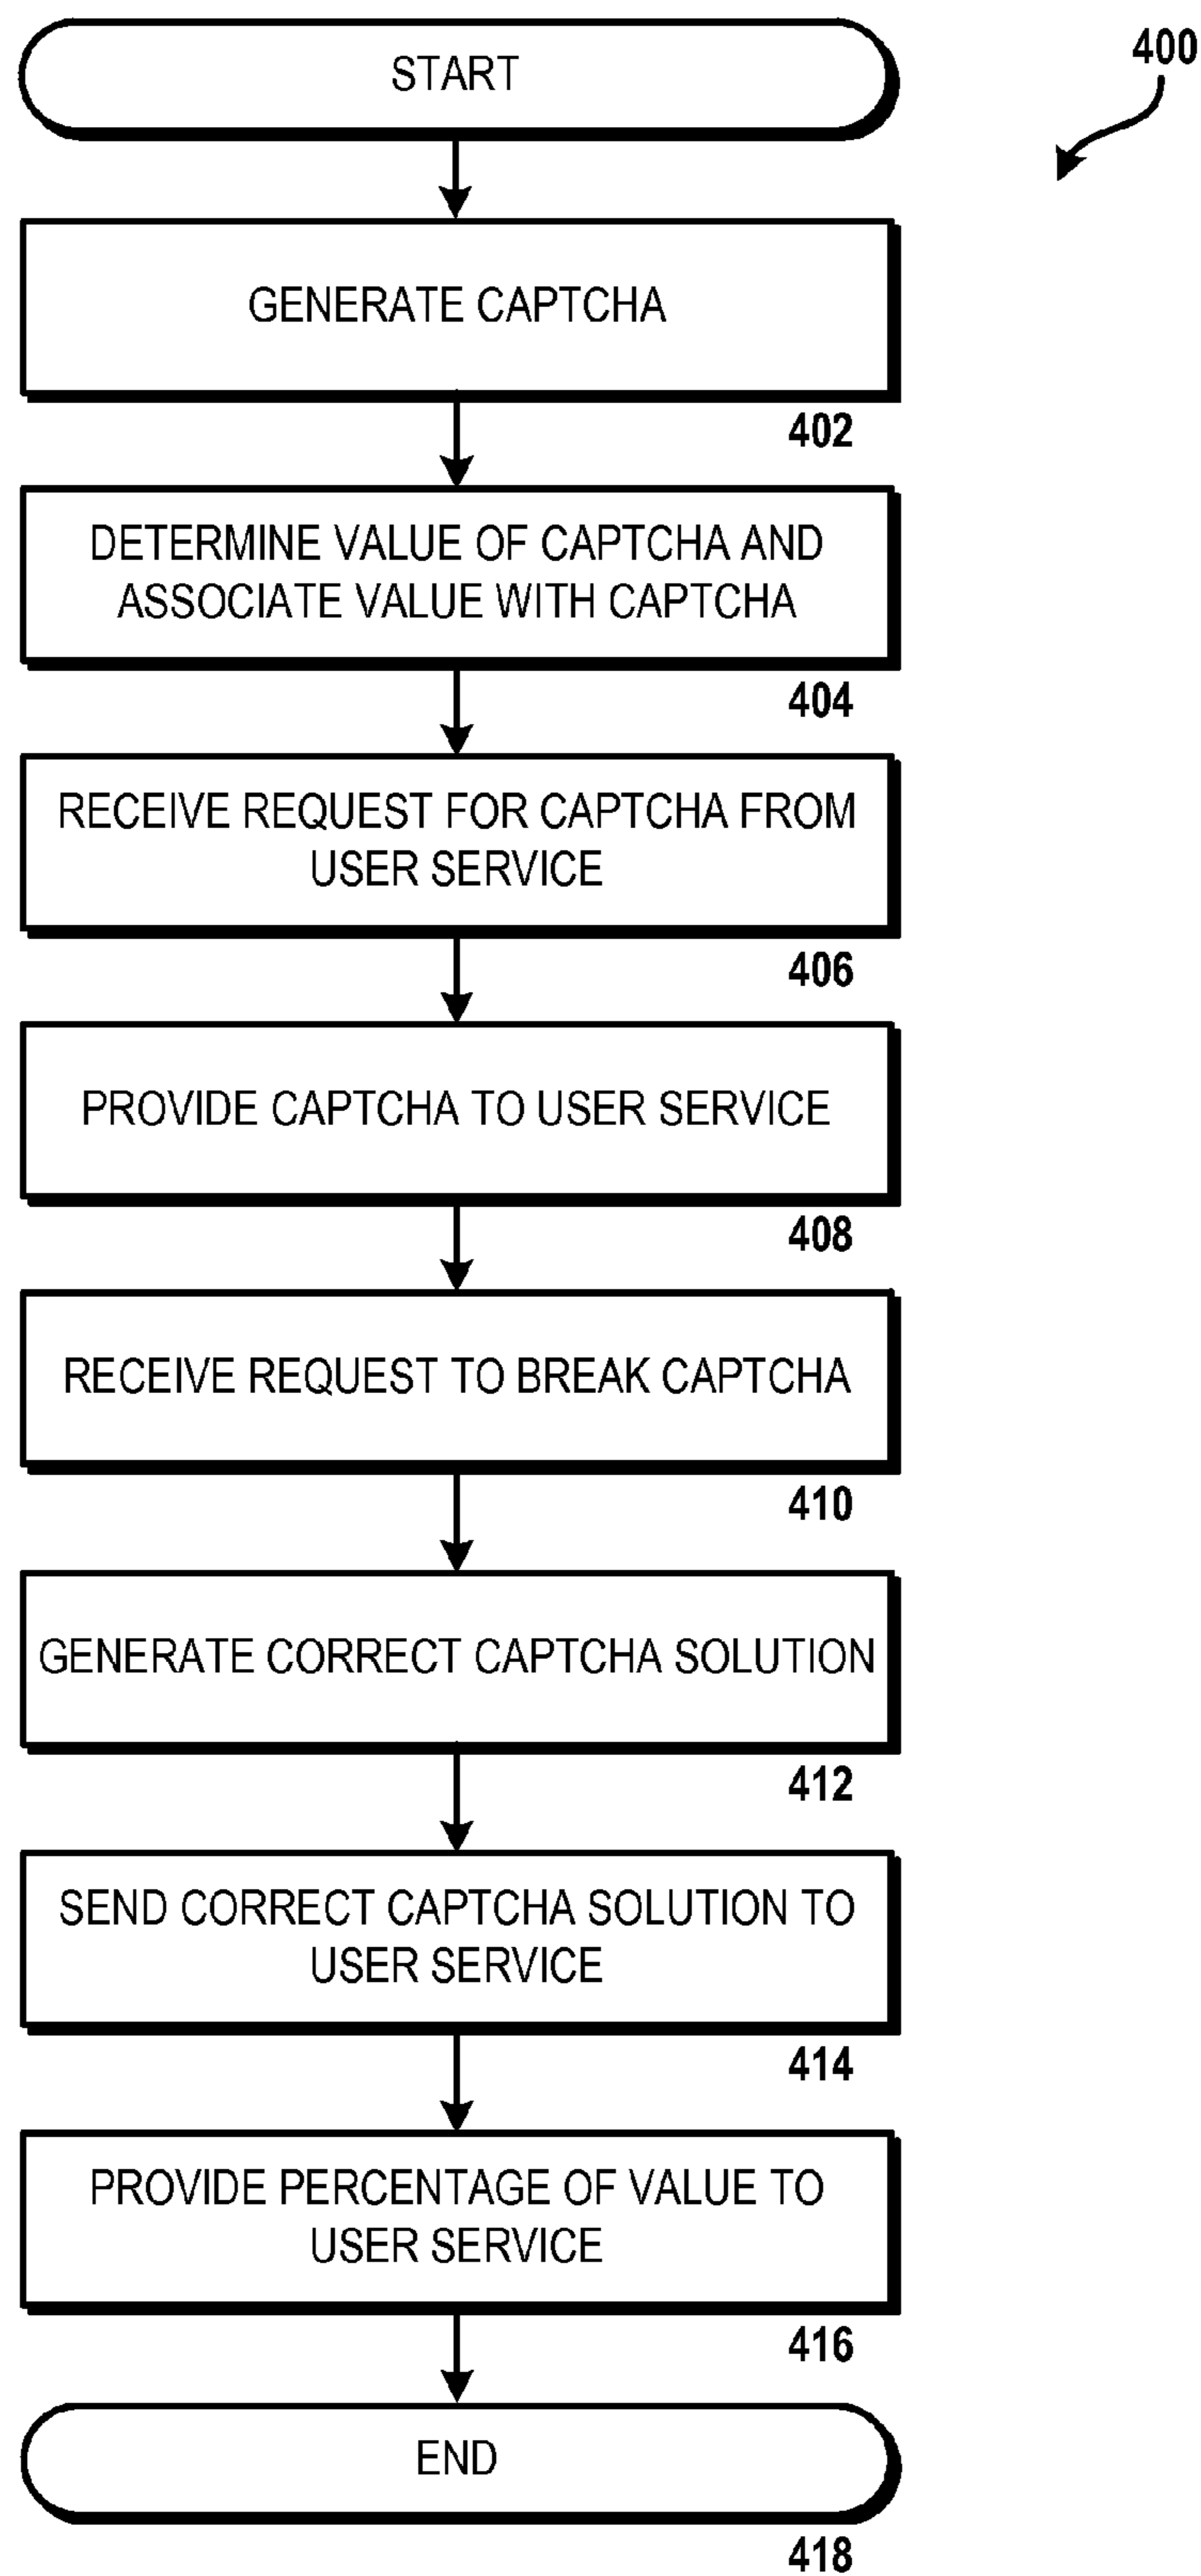 START
400
GENERATE CAPTCHA
402
DETERMINE VALUE OF CAPTCHA AND
ASSOCIATE VALUE WITH CAPTCHA
404
RECEIVE REQUEST FOR CAPTCHA FROM
USER SERVICE
406
PROVIDE CAPTCHA TO USER SERVICE
408
RECEIVE REQUEST TO BREAK CAPTCHA
410
GENERATE CORRECT CAPTCHA SOLUTION
412
SEND CORRECT CAPTCHA SOLUTION TO
USER SERVICE
414
PROVIDE PERCENTAGE OF VALUE TO
USER SERVICE
416
END
418